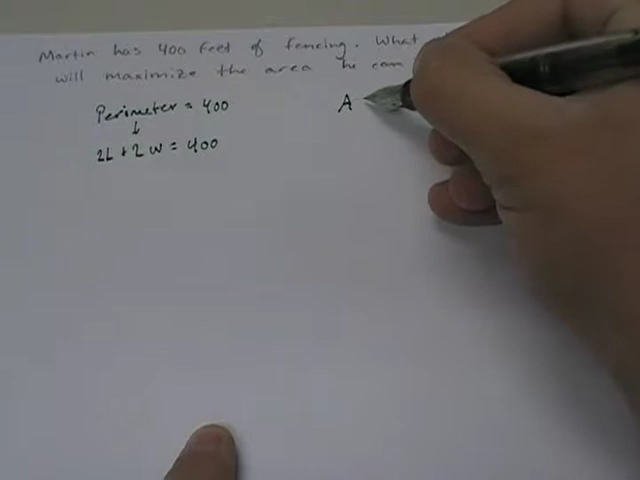 Martin has 400 feet of fencing. What
will maximize the area he can
Perimeter = 400
↓
2L + 2W = 400
A